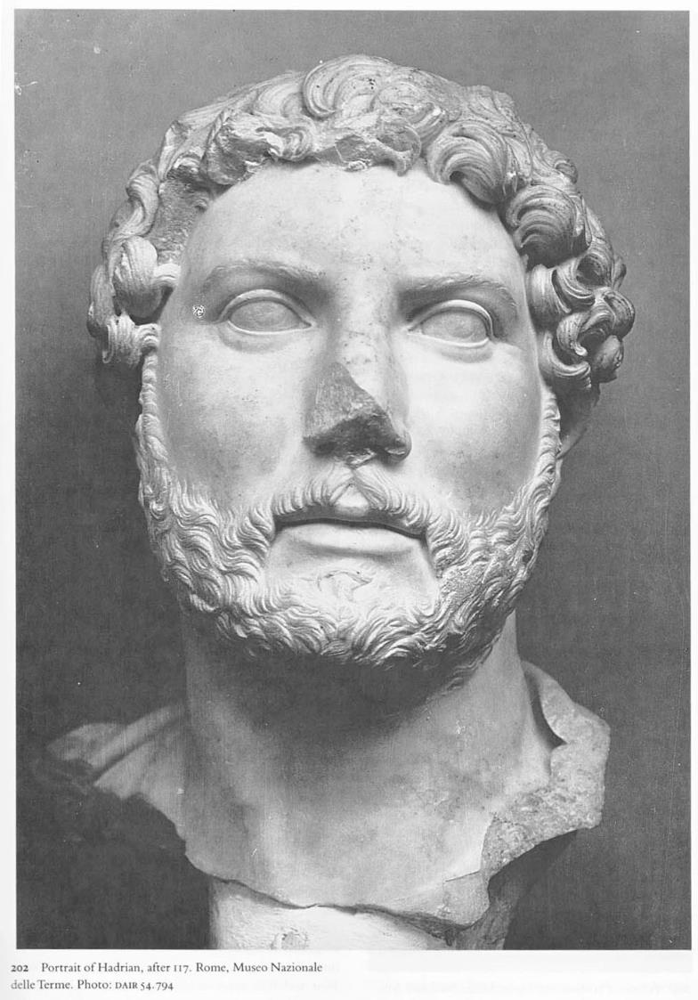 202 Portrait of Hadrian, after 117. Rome, Museo Nazionale
delle Terme. Photo: DAIR 54.794